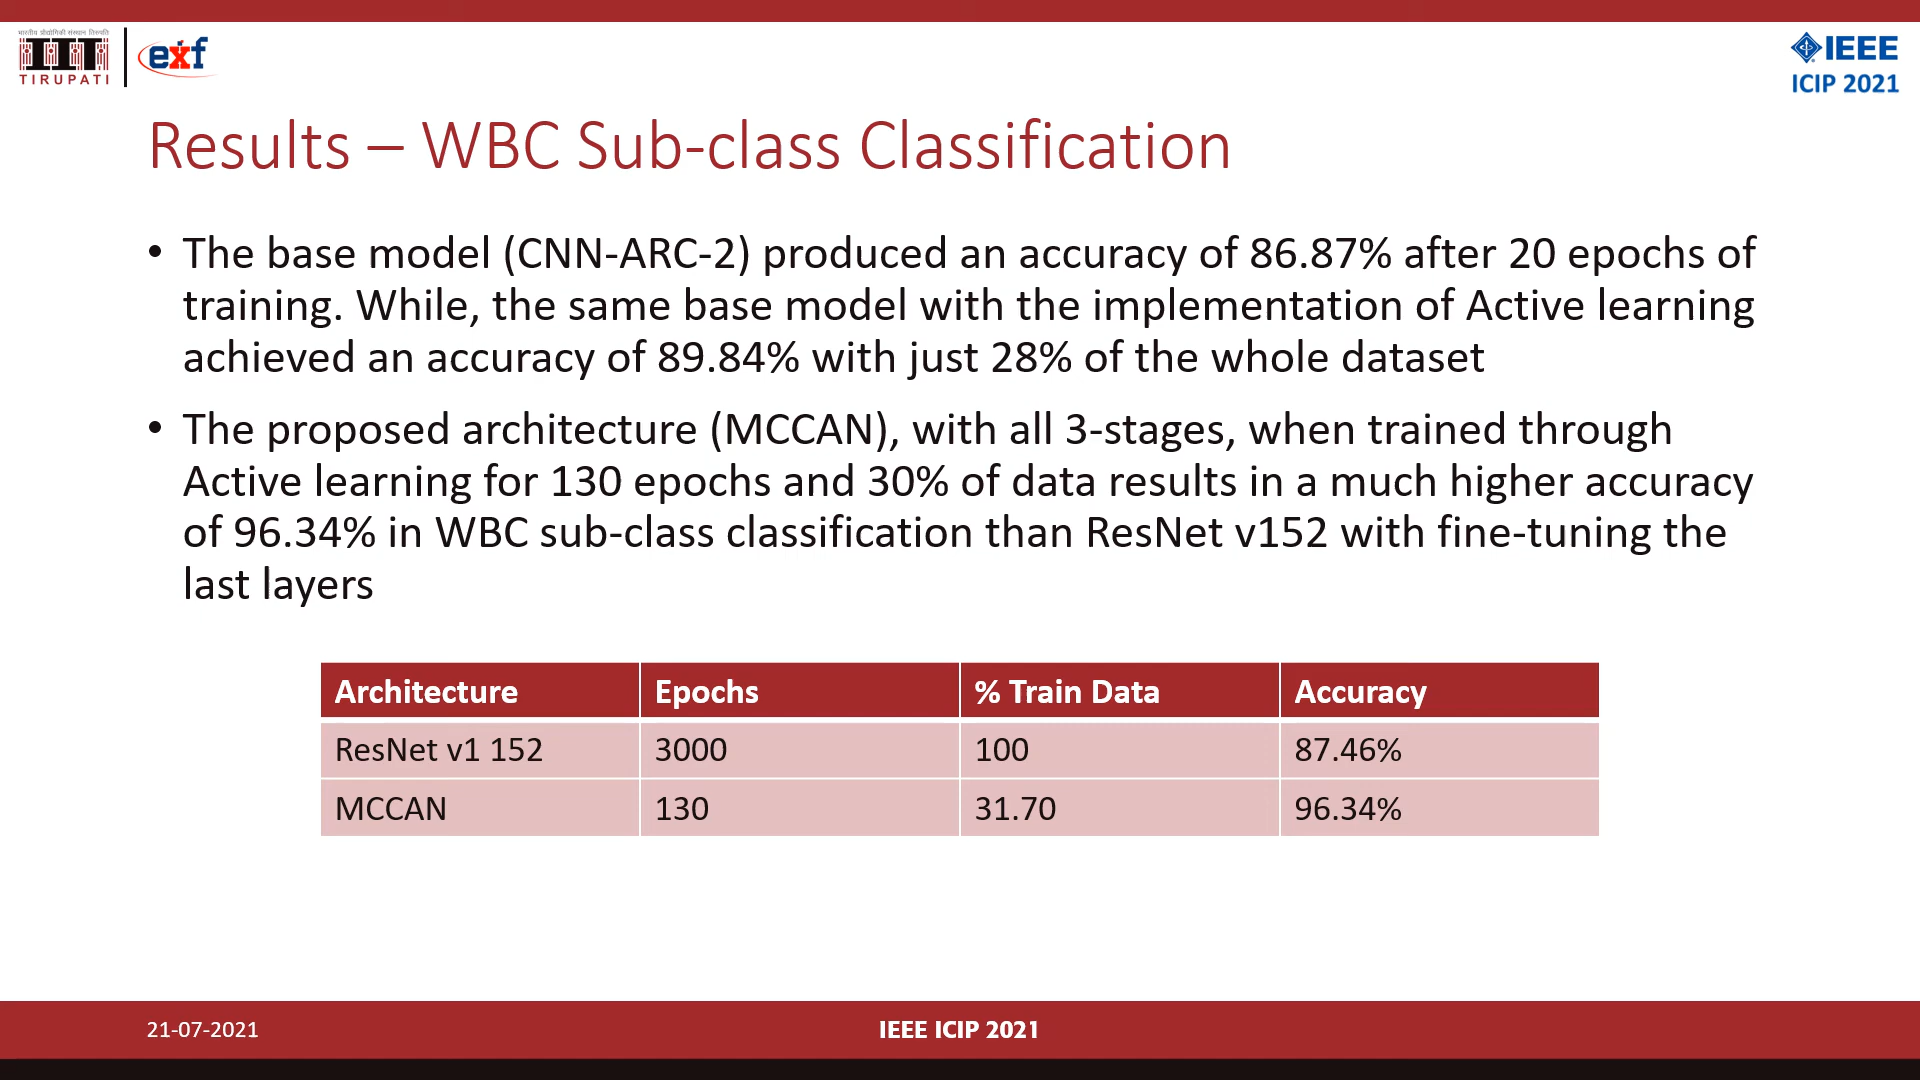 भारतीय प्रौद्योगिकी संस्थान तिरुपति
TIRUPATI
exf
IEEE
ICIP 2021
Results – WBC Sub-class Classification
• The base model (CNN-ARC-2) produced an accuracy of 86.87% after 20 epochs of
training. While, the same base model with the implementation of Active learning
achieved an accuracy of 89.84% with just 28% of the whole dataset
• The proposed architecture (MCCAN), with all 3-stages, when trained through
Active learning for 130 epochs and 30% of data results in a much higher accuracy
of 96.34% in WBC sub-class classification than ResNet v152 with fine-tuning the
last layers
Architecture Epochs % Train Data Accuracy
ResNet v1 152 3000 100 87.46%
MCCAN 130 31.70 96.34%
21-07-2021 IEEE ICIP 2021